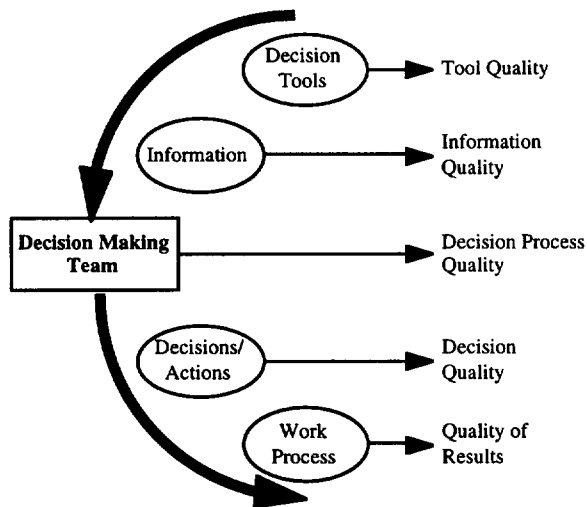 Decision
Tools
Tool Quality
Information
Information
Quality
Decision Making
Team
Decision Process
Quality
Decisions/
Actions
Decision
Quality
Work
Process
Quality of
Results